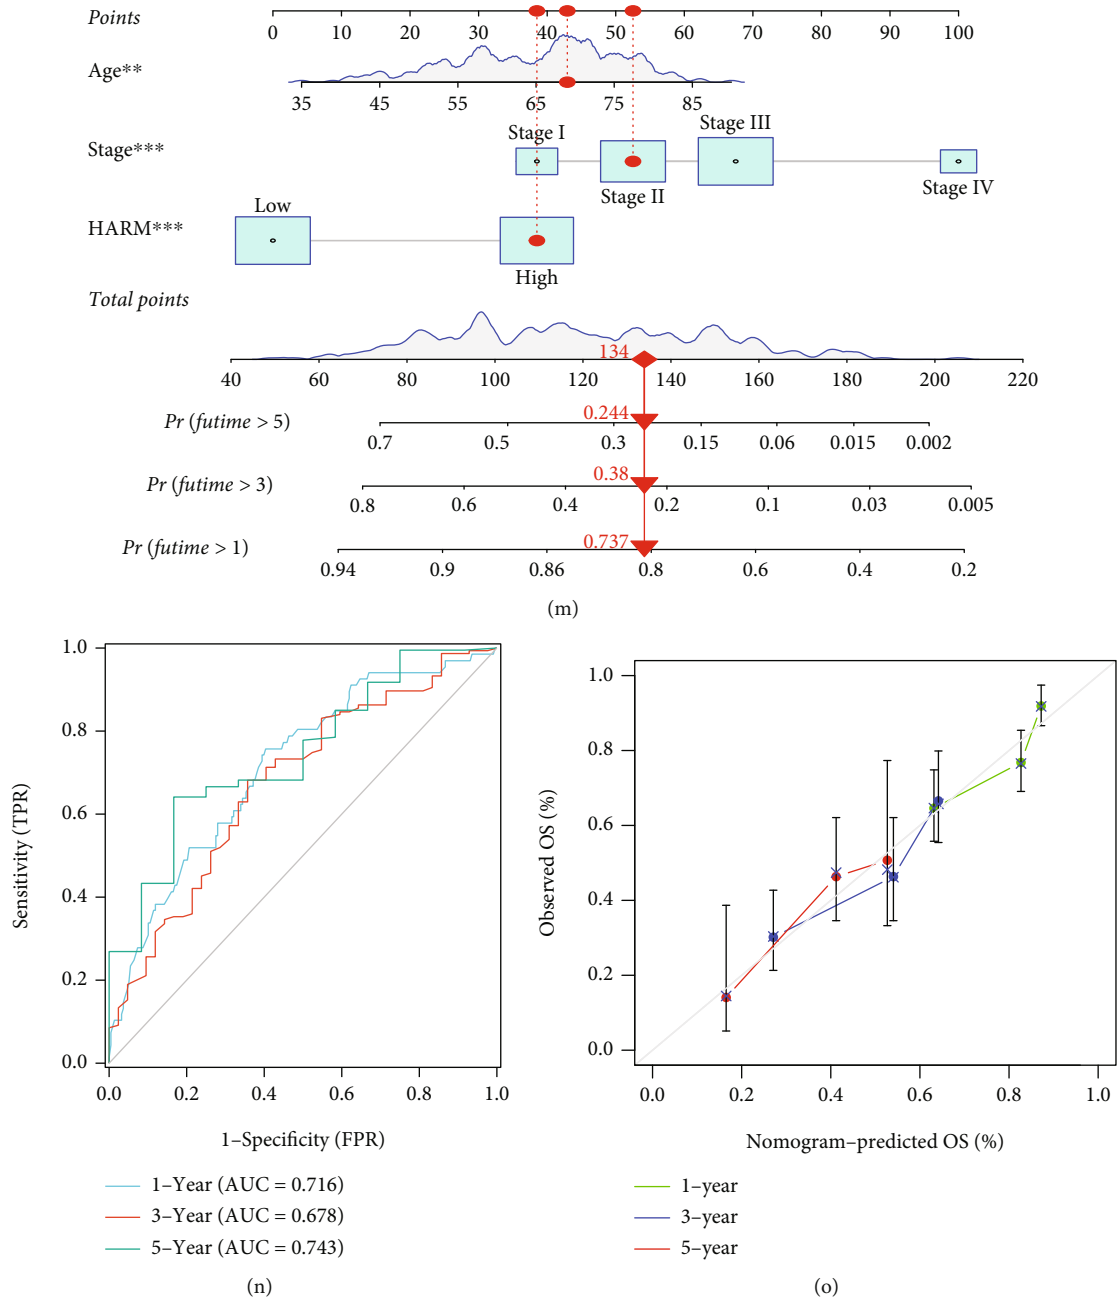 Points
0 10 20 30 40 50 60 70 80 90 100
Age**
35 45 55 65 75 85
Stage I
Stage III
Stage***
Stage II
Stage IV
Low
HARM***
High
Total points
134
40 60 80 100 120 140 160 180 200 220
Pr (futime > 5)
0.244
0.7 0.5 0.3 0.15 0.06 0.015 0.002
Pr (futime > 3)
0.38
0.8 0.6 0.4 0.2 0.1 0.03 0.005
Pr (futime > 1)
0.737
0.94 0.9 0.86 0.8 0.6 0.4 0.2
(m)
Sensitivity (TPR)
1.0
0.8
0.6
0.4
0.2
0.0
0.0 0.2 0.4 0.6 0.8 1.0
1–Specificity (FPR)
1–Year (AUC = 0.716)
3–Year (AUC = 0.678)
5–Year (AUC = 0.743)
(n)
Observed OS (%)
1.0
0.8
0.6
0.4
0.2
0.0
0.0 0.2 0.4 0.6 0.8 1.0
Nomogram–predicted OS (%)
1–year
3–year
5–year
(o)